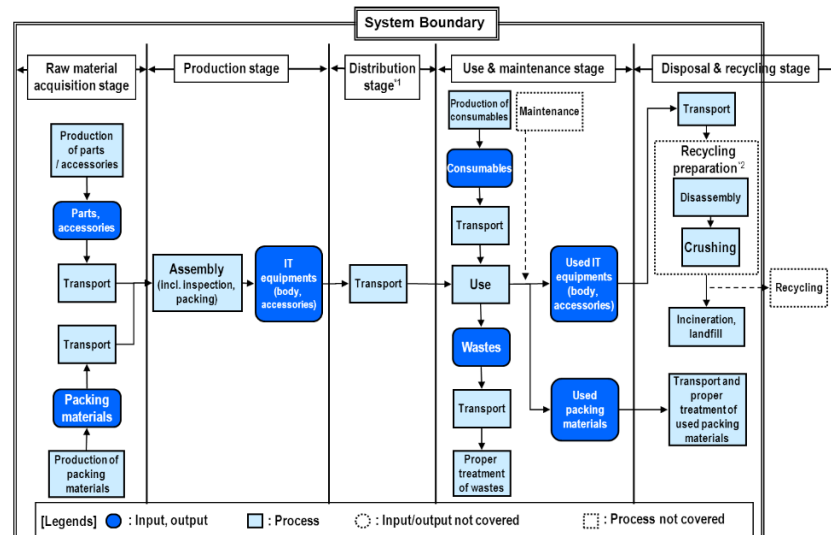 System Boundary
Raw material
acquisition stage
Production stage
Distribution
stage*1
Use & maintenance stage
Disposal & recycling stage
Production
of parts
/ accessories
Parts,
accessories
Transport
Transport
Packing
materials
Production of
packing
materials
Assembly
(incl. inspection,
packing)
IT
equipments
(body,
accessories)
Transport
Production of
consumables
Maintenance
Consumables
Transport
Use
Wastes
Transport
Proper
treatment
of wastes
Used IT
equipments
(body,
accessories)
Used
packing
materials
Transport
Recycling
preparation*2
Disassembly
Crushing
Recycling
Incineration,
landfill
Transport and
proper
treatment of
used packing
materials
[Legends] : Input, output : Process : Input/output not covered : Process not covered